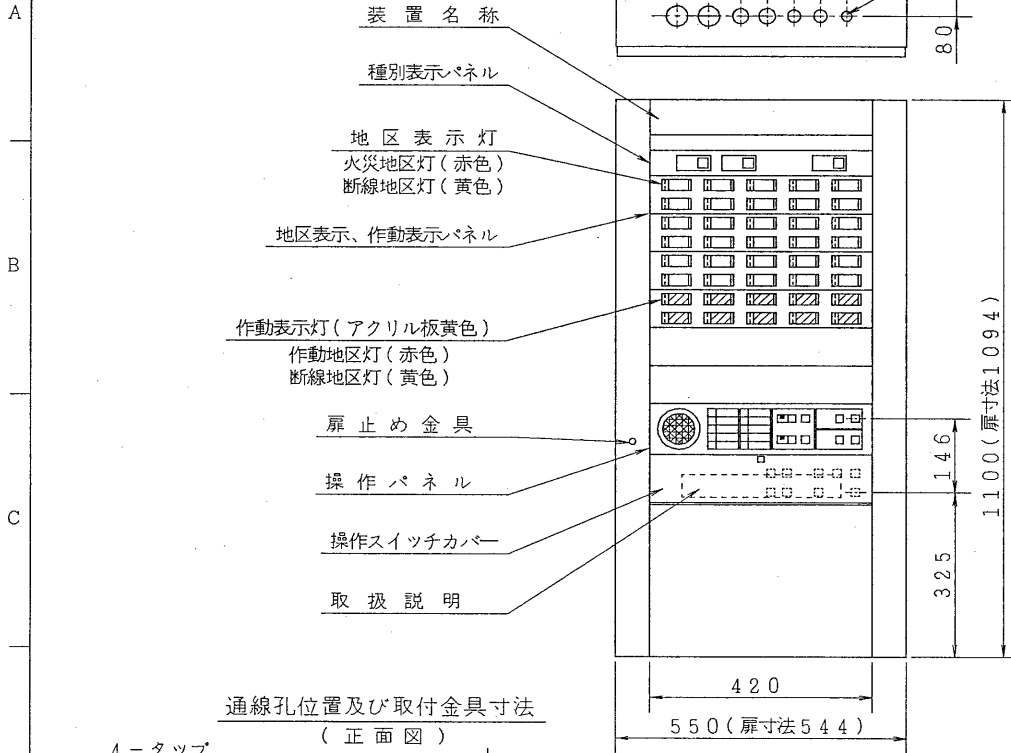 A
装置名称
80
種別表示パネル
地区表示灯
火災地区灯(赤色)
断線地区灯(黄色)
地区表示、作動表示パネル
B
作動表示灯(アクリル板黄色)
作動地区灯(赤色)
断線地区灯(黄色)
扉止め金具
操作パネル
C
操作スイッチカバー
取扱説明
146
325
1100(扉寸法1094)
420
550(扉寸法544)
通線孔位置及び取付金具寸法
(正面図)
4-タップ